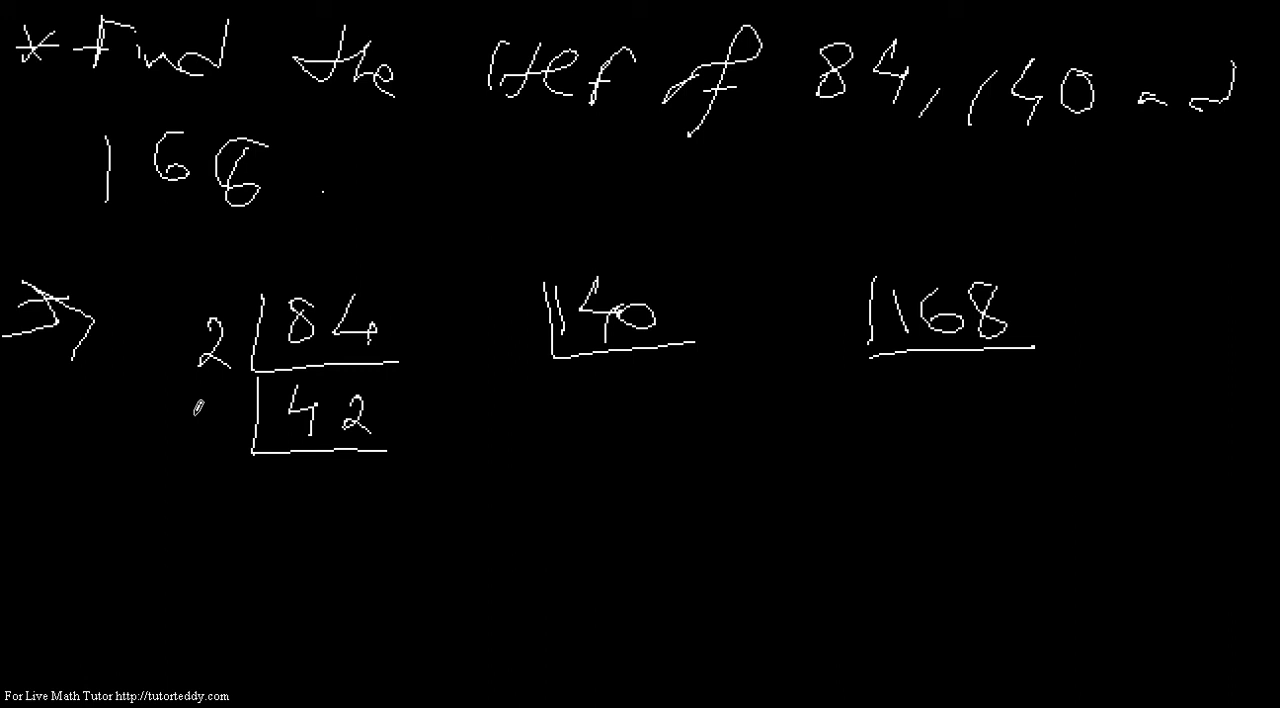 * Find the HCF of 84, 140 and
168.
2 84 140 168
42
For Live Math Tutor http://tutorteddy.com